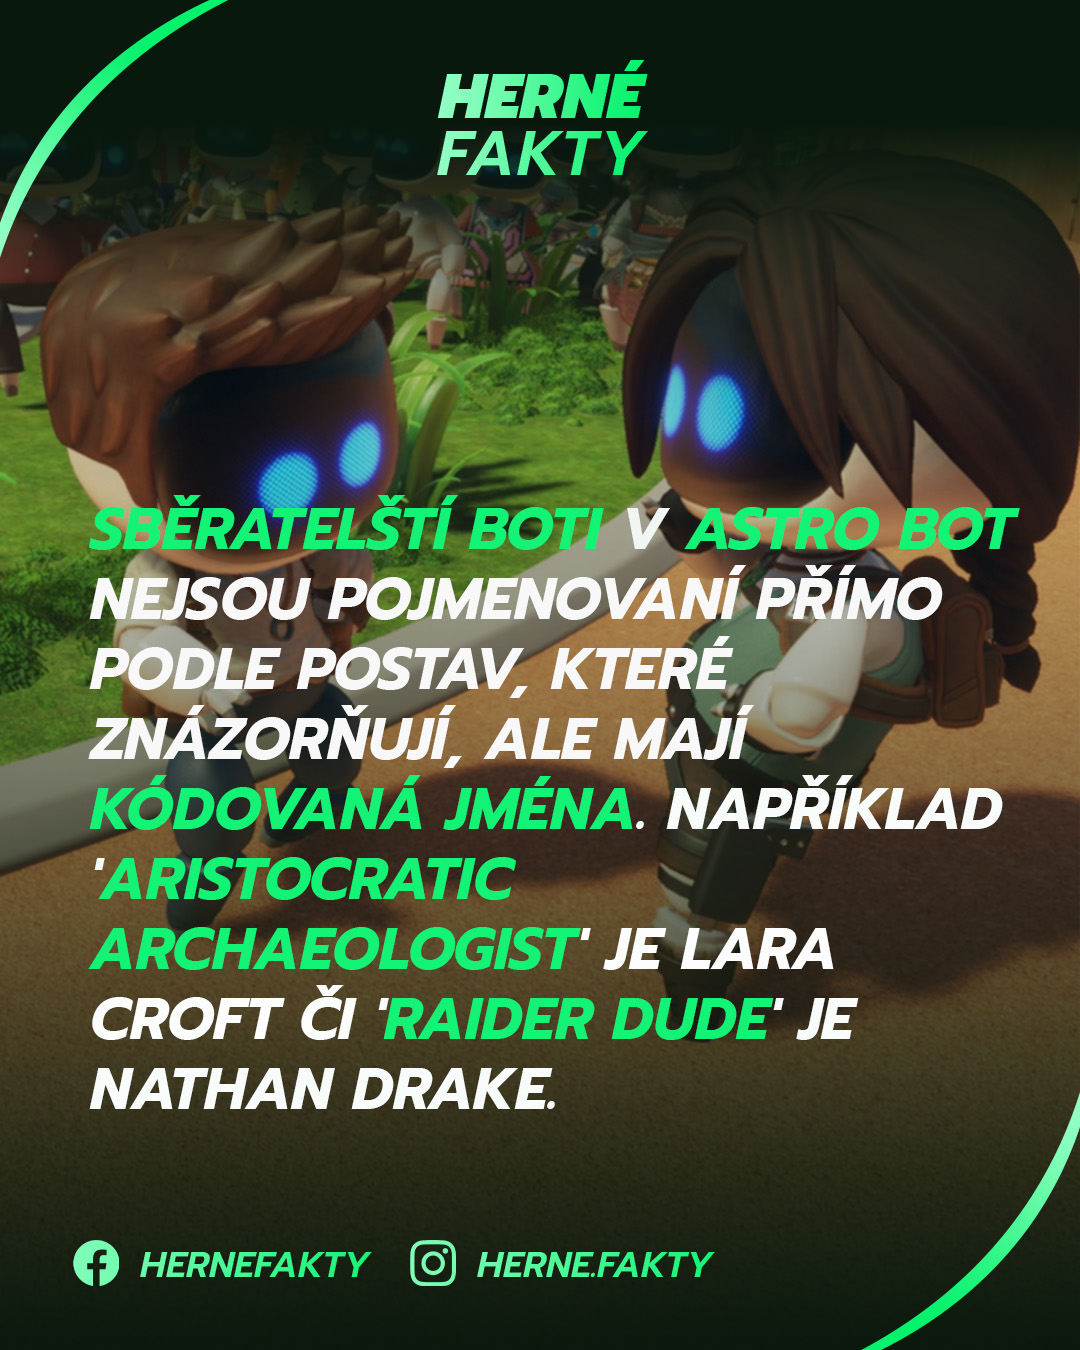 HERNÉ
FAKTY
SBĚRATELŠTÍ BOTI V ASTRO BOT
NEJSOU POJMENOVANÍ PŘÍMO
PODLE POSTAV, KTERÉ
ZNÁZORŇUJÍ, ALE MAJÍ
KÓDOVANÁ JMÉNA. NAPŘÍKLAD
'ARISTOCRATIC
ARCHAEOLOGIST' JE LARA
CROFT ČI 'RAIDER DUDE' JE
NATHAN DRAKE.
HERNEFAKTY
HERNE.FAKTY